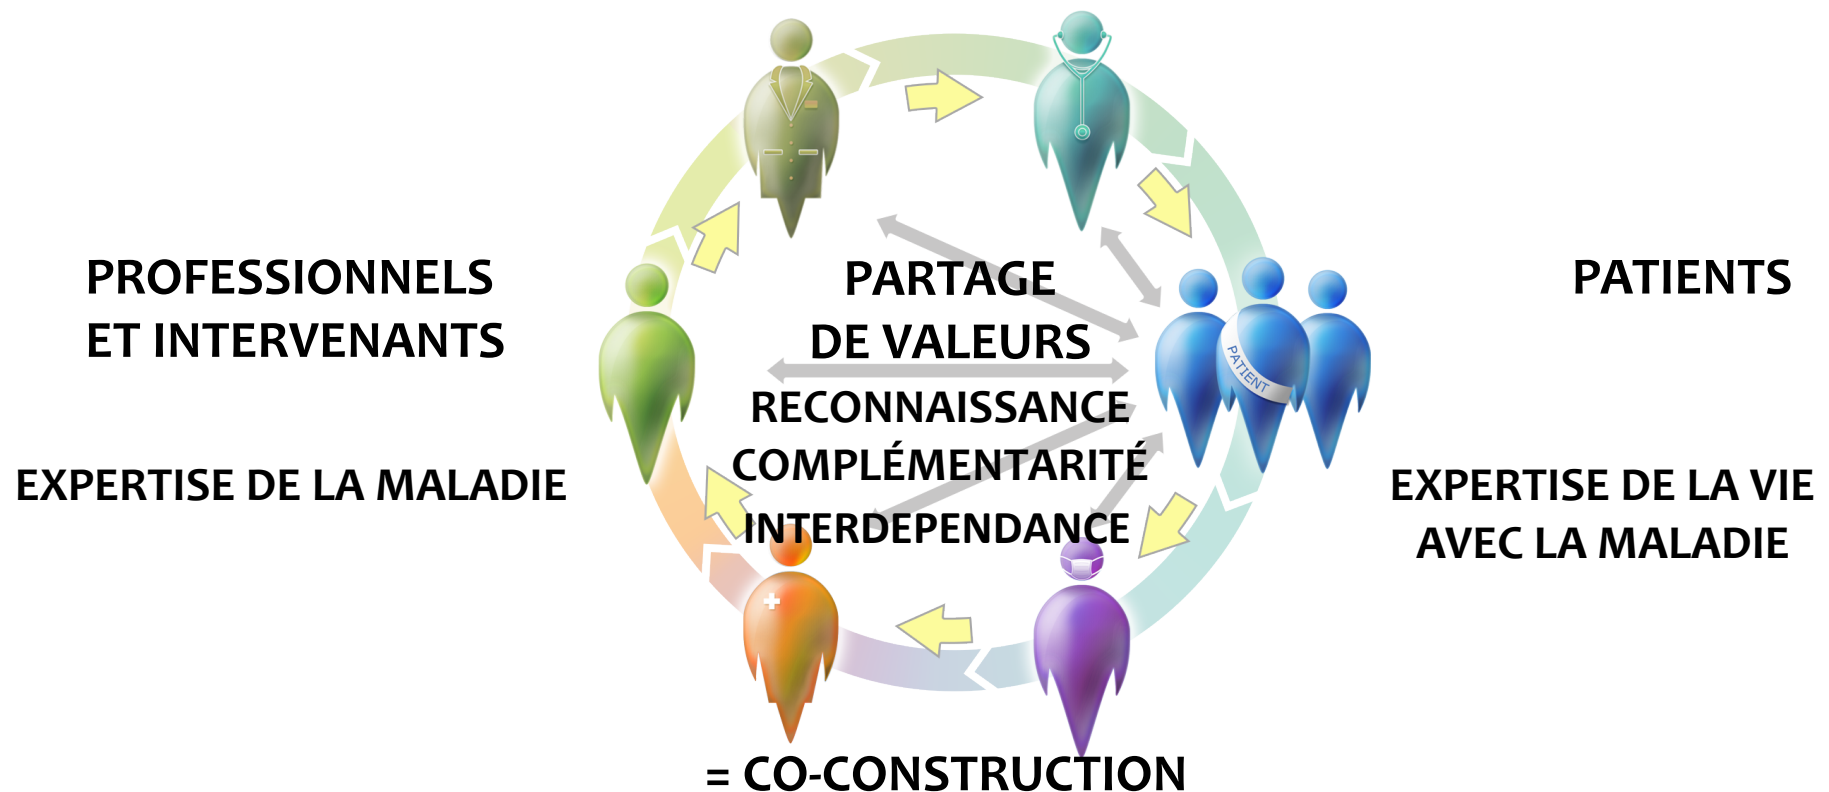 PROFESSIONNELS
ET INTERVENANTS
EXPERTISE DE LA MALADIE
PARTAGE
DE VALEURS
RECONNAISSANCE
COMPLÉMENTARITÉ
INTERDEPENDANCE
PATIENT
PATIENTS
EXPERTISE DE LA VIE
AVEC LA MALADIE
= CO-CONSTRUCTION